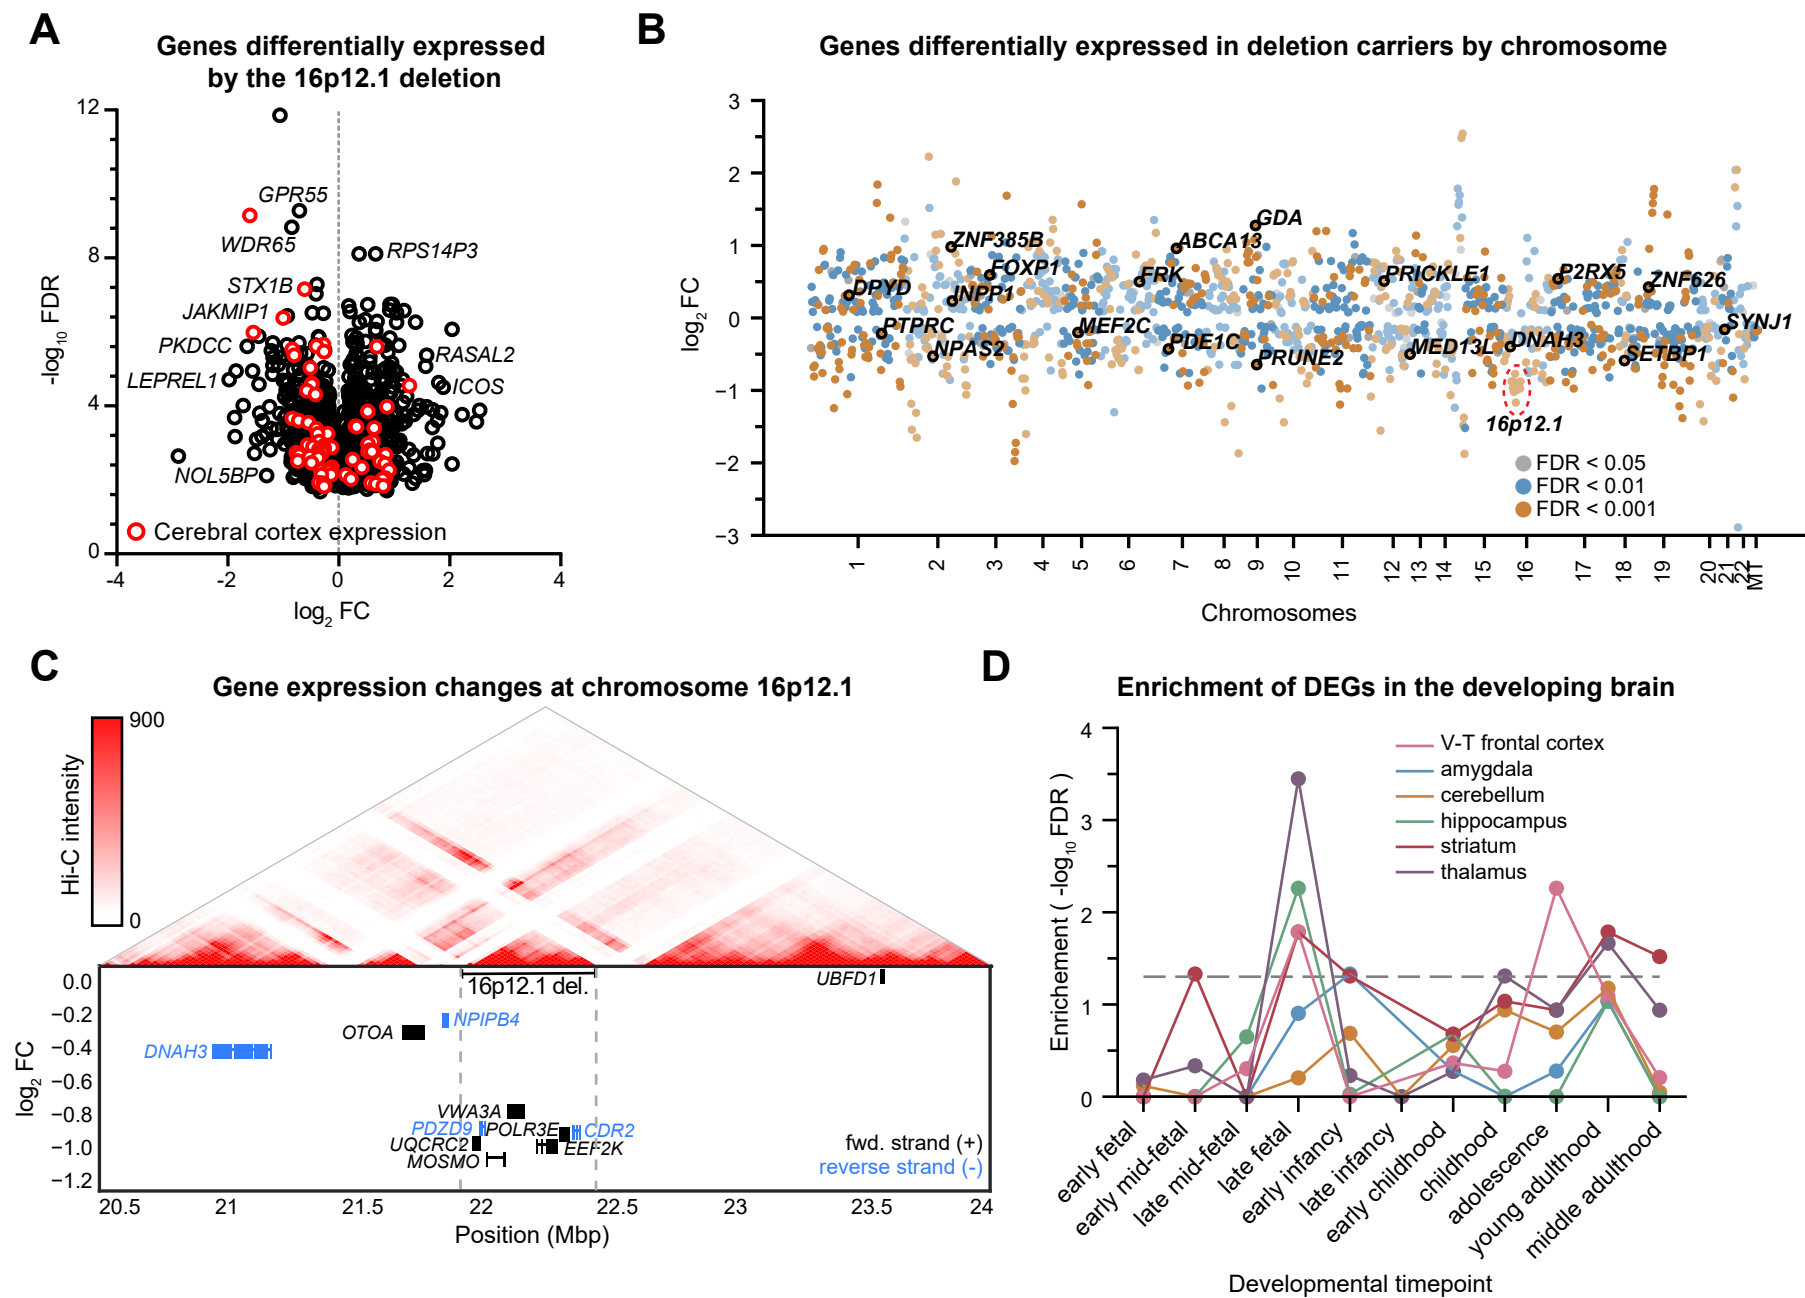 A
Genes differentially expressed
by the 16p12.1 deletion
12
8
4
0
-log10 FDR
GPR55
WDR65
RPS14P3
STX1B
JAKMIP1
PKDCC
RASAL2
LEPREL1
ICOS
NOL5BP
Cerebral cortex expression
-4
-2
0
2
4
log2 FC
B
Genes differentially expressed in deletion carriers by chromosome
3
2
1
0
−1
−2
−3
log2 FC
GDA
ZNF385B
ABCA13
FOXP1
FRK
PRICKLE1
P2RX5
ZNF626
DPYD
INPP1
PTPRC
MEF2C
SYNJ1
NPAS2
PDE1C
PRUNE2
MED13L
DNAH3
SETBP1
16p12.1
FDR < 0.05
FDR < 0.01
FDR < 0.001
1
2
3
4
5
6
7
8
9
10
11
12
13
14
15
16
17
18
19
20
21
22
MT
Chromosomes
C
Gene expression changes at chromosome 16p12.1
900
0
Hi-C intensity
0.0
−0.2
−0.4
−0.6
−0.8
−1.0
−1.2
log2 FC
16p12.1 del.
UBFD1
NPIPB4
OTOA
DNAH3
VWA3A
PDZD9
POLR3E
CDR2
UQCRC2
EEF2K
MOSMO
fwd. strand (+)
reverse strand (-)
20.5
21
21.5
22
22.5
23
23.5
24
Position (Mbp)
D
Enrichment of DEGs in the developing brain
4
3
2
1
0
Enrichement ( -log10 FDR )
V-T frontal cortex
amygdala
cerebellum
hippocampus
striatum
thalamus
early fetal
early mid-fetal
late mid-fetal
late fetal
early infancy
late infancy
early childhood
childhood
adolescence
young adulthood
middle adulthood
Developmental timepoint